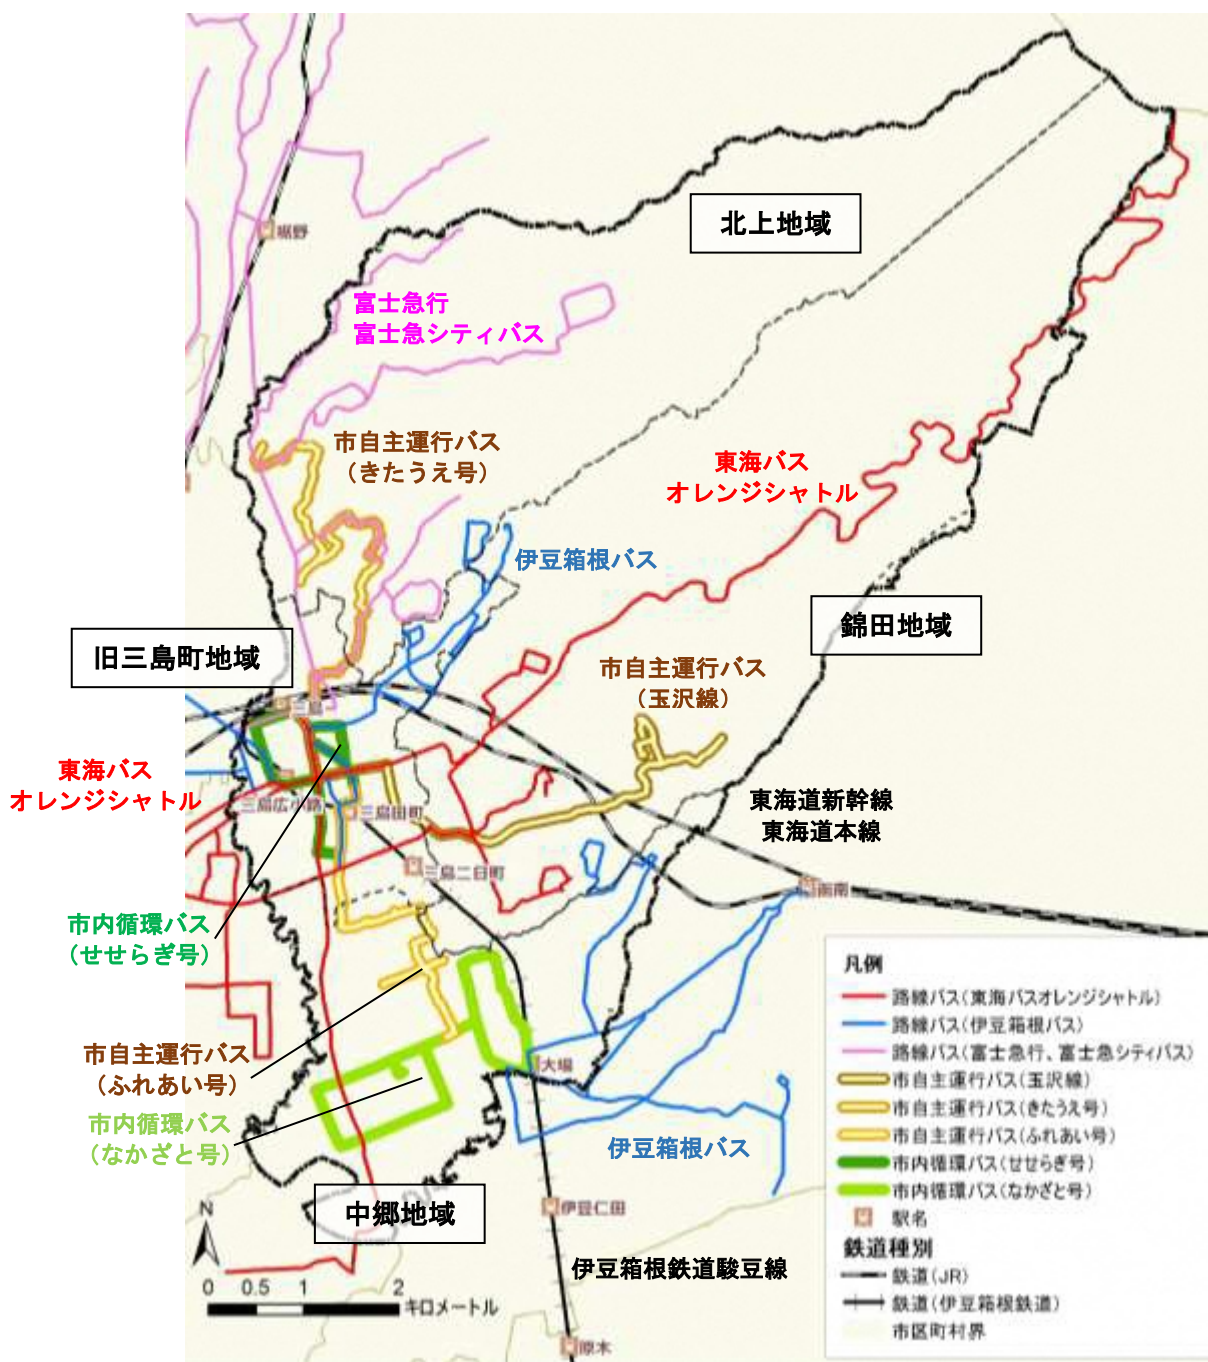 北上地域
裾野
富士急行
富士急シティバス
市自主運行バス
（きたうえ号）
東海バス
オレンジシャトル
伊豆箱根バス
錦田地域
旧三島町地域
市自主運行バス
（玉沢線）
三島
東海バス
オレンジシャトル
三島広小路
三島田町
東海道新幹線
東海道本線
三島二日町
函南
市内循環バス
（せせらぎ号）
市自主運行バス
（ふれあい号）
大場
市内循環バス
（なかざと号）
伊豆箱根バス
中郷地域
伊豆仁田
伊豆箱根鉄道駿豆線
原木
N
0 0.5 1 2
キロメートル
凡例
路線バス（東海バスオレンジシャトル）
路線バス（伊豆箱根バス）
路線バス（富士急行、富士急シティバス）
市自主運行バス（玉沢線）
市自主運行バス（きたうえ号）
市自主運行バス（ふれあい号）
市内循環バス（せせらぎ号）
市内循環バス（なかざと号）
駅名
鉄道種別
鉄道（JR）
鉄道（伊豆箱根鉄道）
市区町村界